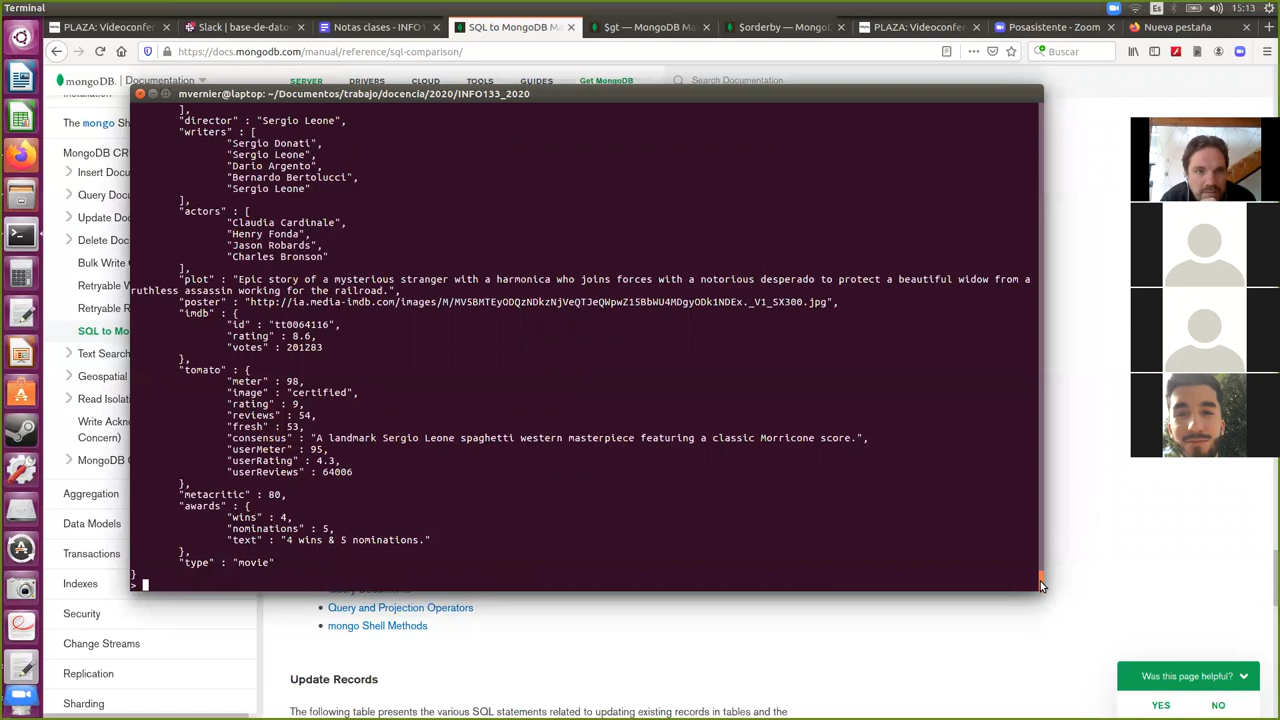 Terminal
Es
15:13
PLAZA: Videoconfer
Slack | base-de-dato
Notas clases - INFO1
SQL to MongoDB Ma
$gt — MongoDB Ma
$orderby — MongoDB
PLAZA: Videoconfer
Posasistente - Zoom
Nueva pestaña
https://docs.mongodb.com/manual/reference/sql-comparison/
Buscar
mongoDB. Documentation
SERVER
DRIVERS
CLOUD
TOOLS
GUIDES
Get MongoDB
Search Documentation
mvernier@laptop: ~/Documentos/trabajo/docencia/2020/INFO133_2020
Installation
The mongo She
MongoDB CR
Insert Docu
Query Docu
Update Do
Delete Doc
Bulk Write
Retryable W
Retryable R
SQL to Mo
Text Search
Geospatial
Read Isolati
Write Ackn
Concern)
MongoDB C
Aggregation
Data Models
Transactions
Indexes
Security
Change Streams
Replication
Sharding
],
"director" : "Sergio Leone",
"writers" : [
"Sergio Donati",
"Sergio Leone",
"Dario Argento",
"Bernardo Bertolucci",
"Sergio Leone"
],
"actors" : [
"Claudia Cardinale",
"Henry Fonda",
"Jason Robards",
"Charles Bronson"
],
"plot" : "Epic story of a mysterious stranger with a harmonica who joins forces with a notorious desperado to protect a beautiful widow from a r
uthless assassin working for the railroad.",
"poster" : "http://ia.media-imdb.com/images/M/MV5BMTEyODQzNDkzNjVeQTJeQWpwZ15BbWU4MDgyODk1NDEx._V1_SX300.jpg",
"imdb" : {
"id" : "tt0064116",
"rating" : 8.6,
"votes" : 201283
},
"tomato" : {
"meter" : 98,
"image" : "certified",
"rating" : 9,
"reviews" : 54,
"fresh" : 53,
"consensus" : "A landmark Sergio Leone spaghetti western masterpiece featuring a classic Morricone score.",
"userMeter" : 95,
"userRating" : 4.3,
"userReviews" : 64006
},
"metacritic" : 80,
"awards" : {
"wins" : 4,
"nominations" : 5,
"text" : "4 wins & 5 nominations."
},
"type" : "movie"
}
>
Query and Projection Operators
mongo Shell Methods
Update Records
The following table presents the various SQL statements related to updating existing records in tables and the
Was this page helpful?
YES
NO